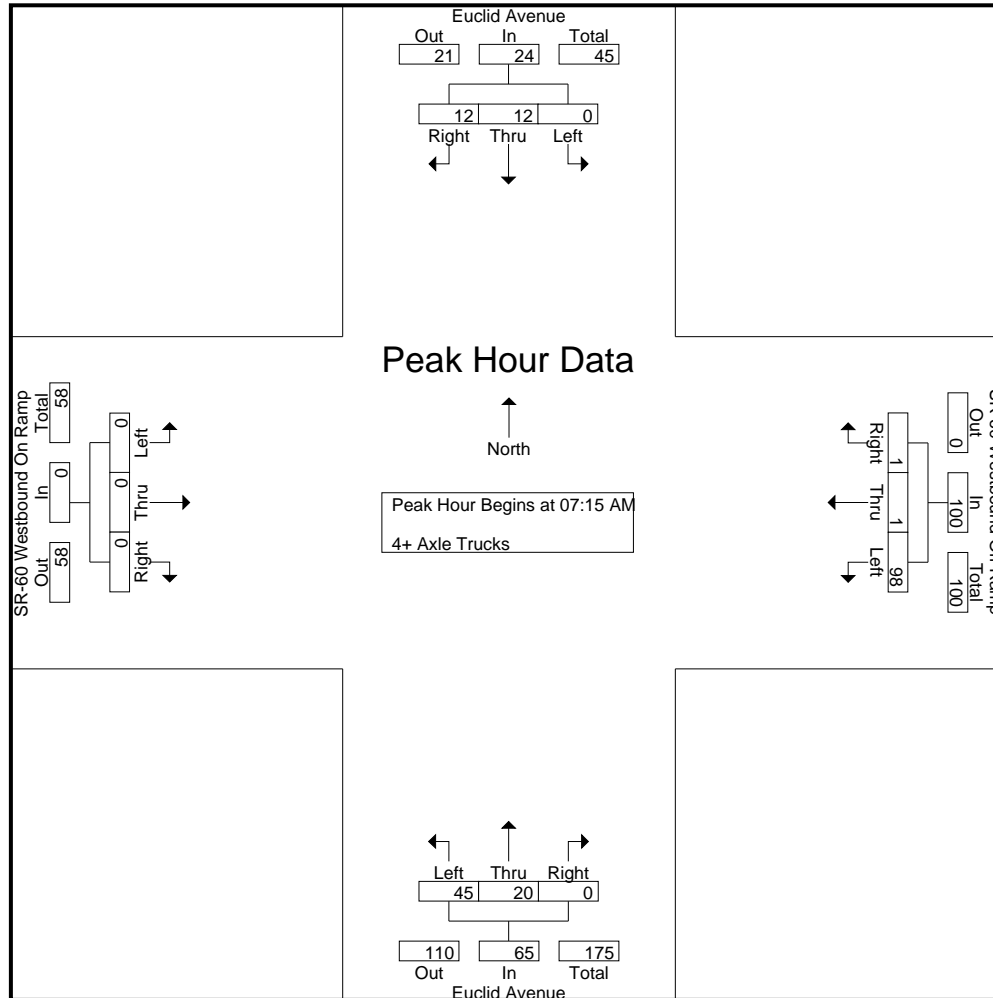 Euclid Avenue
Out In Total
21 24 45
12 12 0
Right Thru Left
Peak Hour Data
North
Peak Hour Begins at 07:15 AM
4+ Axle Trucks
SR-60 Westbound On Ramp
Total In Out
58 0 58
0 0 0
Left Thru Right
Right Thru Left
1 1 98
Out In Total
0 100 100
Westbound Ramp
Left Thru Right
45 20 0
110 65 175
Out In Total
Euclid Avenue